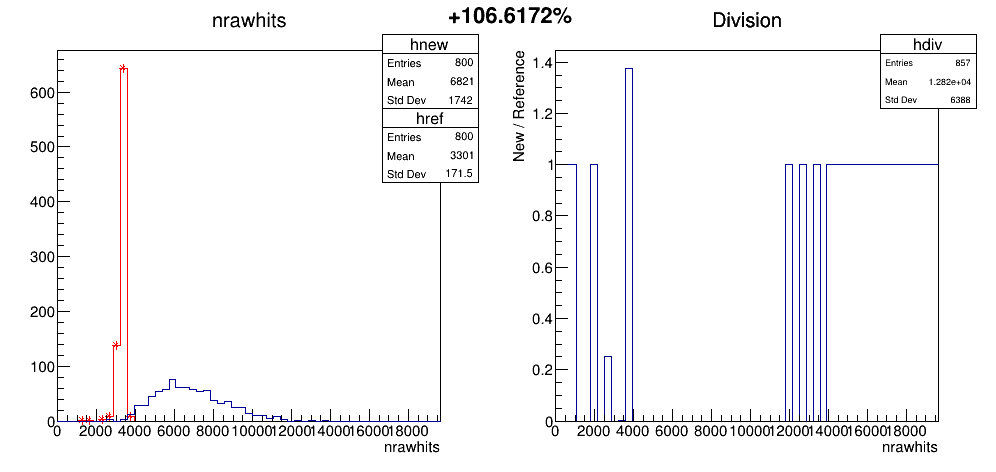 +106.6172%
nrawhits
hnew
Entries 800
Mean 6821
Std Dev 1742
href
Entries 800
Mean 3301
Std Dev 171.5
600
500
400
300
200
100
0
0 2000 4000 6000 8000 10000 12000 14000 16000 18000
nrawhits
Division
hdiv
Entries 857
Mean 1.282e+04
Std Dev 6388
New / Reference
1.4
1.2
1
0.8
0.6
0.4
0.2
0
0 2000 4000 6000 8000 10000 12000 14000 16000 18000
nrawhits